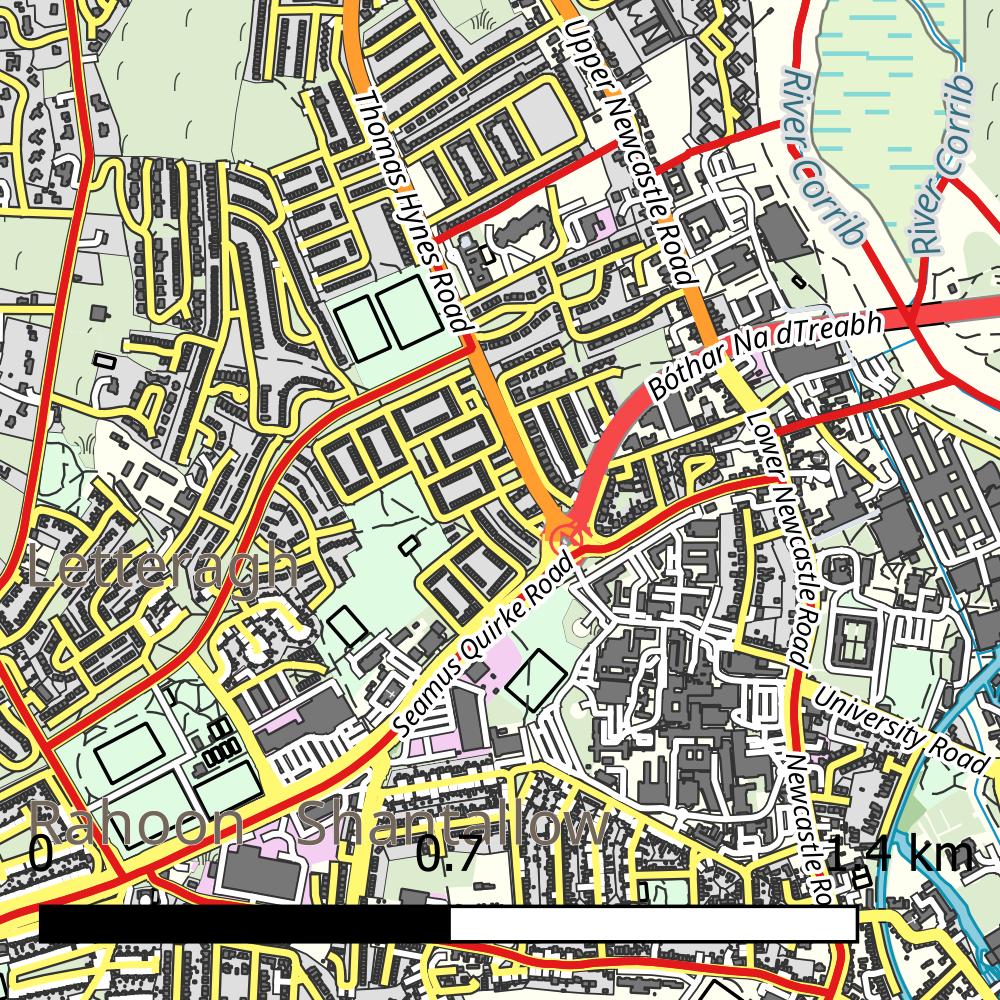 Upper Newcastle Road
Thomas Hynes Road
River Corrib
River Corrib
Bóthar Na dTreabh
Lower Newcastle Road
Letteragh
Seamus Quirke Road
University Road
Newcastle Ro
Rahoon
Shantallow
0
0.7
1.4 km